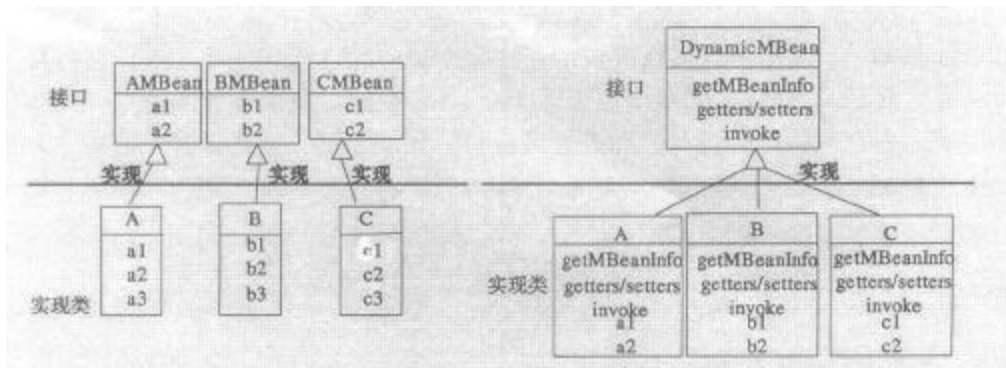 接口
AMBean
a1
a2
BMBean
b1
b2
CMBean
c1
c2
实现
实现
实现
实现类
A
a1
a2
a3
B
b1
b2
b3
C
c1
c2
c3
接口
DynamicMBean
getMBeanInfo
getters/setters
invoke
实现
实现类
A
getMBeanInfo
getters/setters
invoke
a1
a2
B
getMBeanInfo
getters/setters
invoke
b1
b2
C
getMBeanInfo
getters/setters
invoke
c1
c2